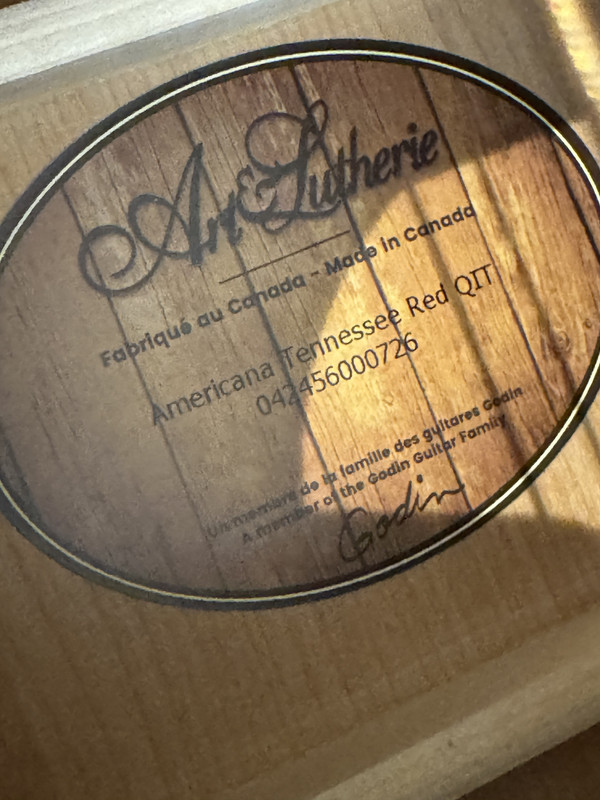 Art & Lutherie
Fabriqué au Canada - Made in Canada
Americana Tennessee Red QIT
042456000726
Un membre de la famille des guitares Godin
A member of the Godin Guitar Family
Godin